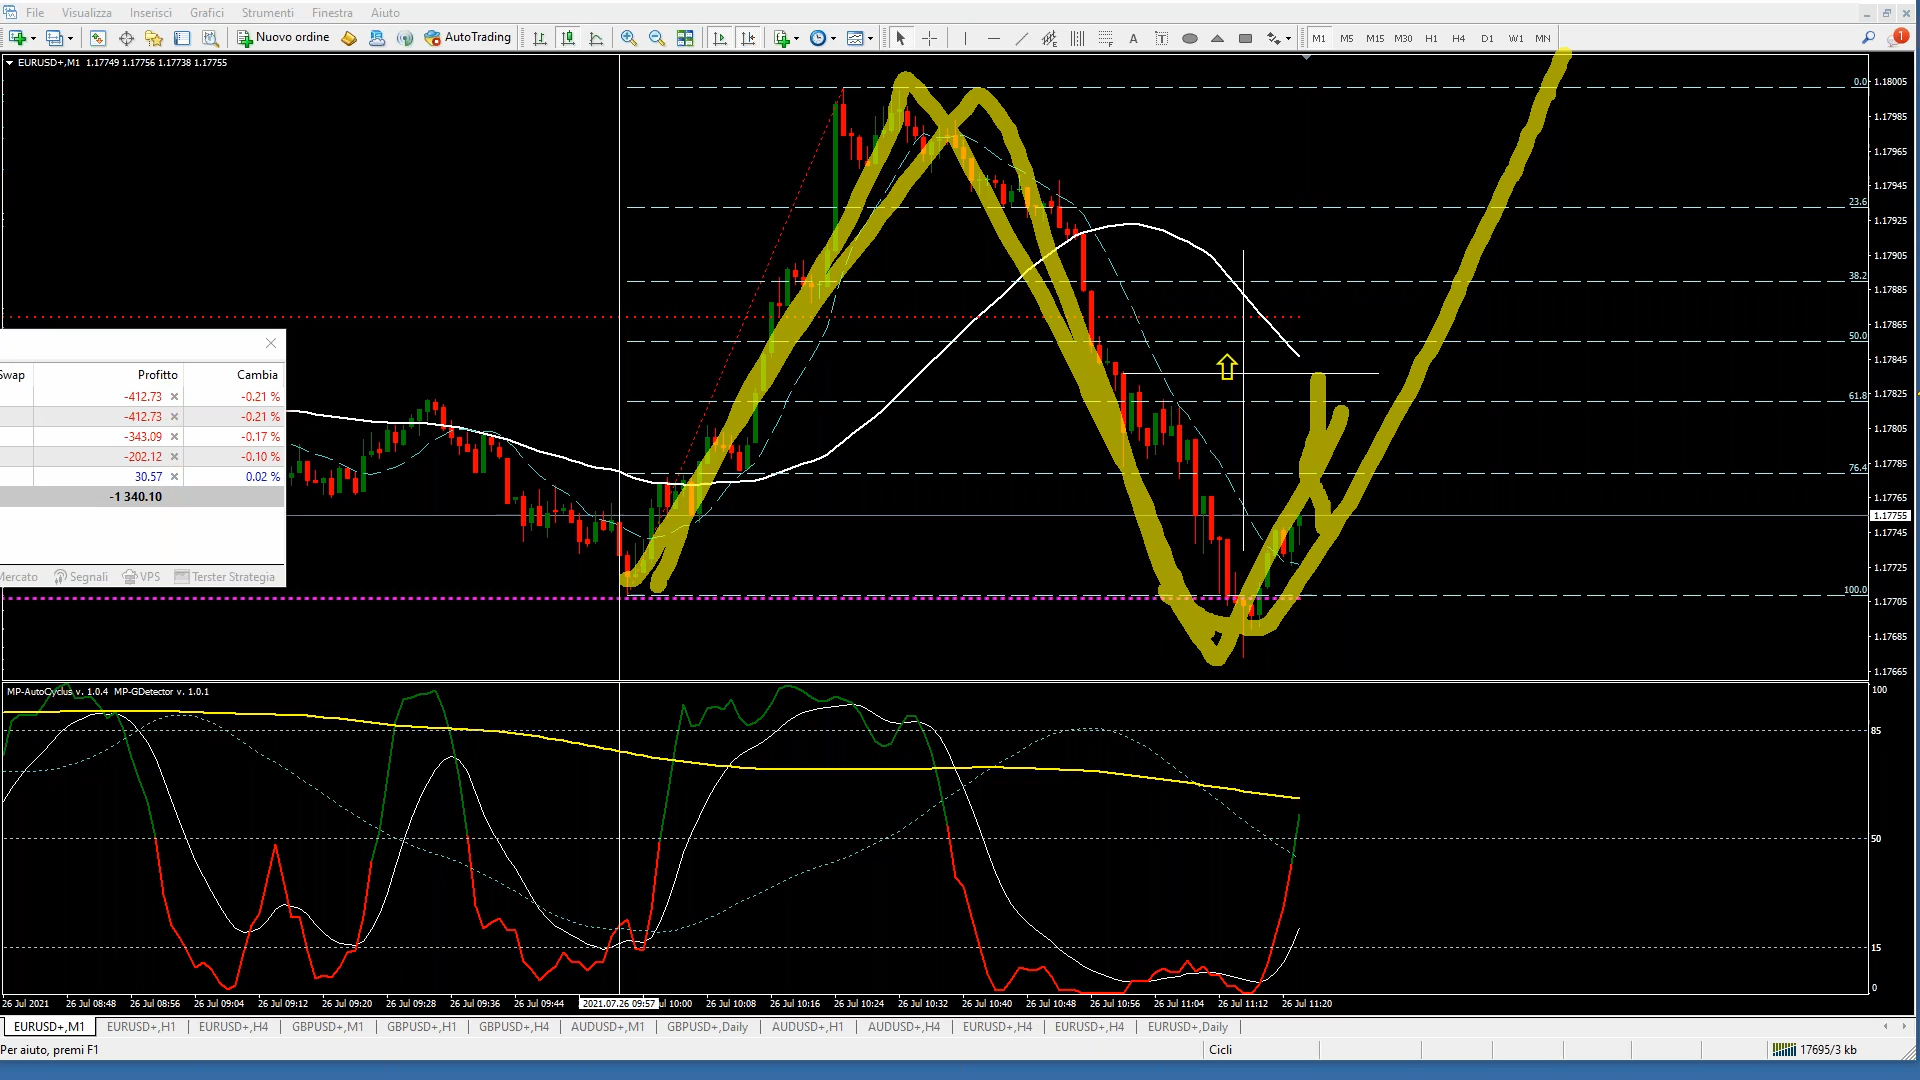 File Visualizza Inserisci Grafici Strumenti Finestra Aiuto
Nuovo ordine AutoTrading A T M1 M5 M15 M30 H1 H4 D1 W1 MN 1
EURUSD+,M1 1.17749 1.17756 1.17738 1.17755
0.0 1.18005
1.17985
1.17965
1.17945
23.6
1.17925
1.17905
38.2
1.17885
1.17865
50.0
1.17845
Swap Profitto Cambia
-412.73 -0.21 %
61.8 1.17825
-412.73 -0.21 %
1.17805
-343.09 -0.17 %
-202.12 -0.10 %
76.4 1.17785
30.57 0.02 %
-1 340.10 1.17765
1.17755
1.17745
1.17725
Mercato Segnali VPS Terster Strategia
100.0 1.17705
1.17685
1.17665
MP-AutoCyclus v. 1.0.4 MP-GDetector v. 1.0.1
100
85
50
15
0
26 Jul 2021 26 Jul 08:48 26 Jul 08:56 26 Jul 09:04 26 Jul 09:12 26 Jul 09:20 26 Jul 09:28 26 Jul 09:36 26 Jul 09:44 2021.07.26 09:57 ul 10:00 26 Jul 10:08 26 Jul 10:16 26 Jul 10:24 26 Jul 10:32 26 Jul 10:40 26 Jul 10:48 26 Jul 10:56 26 Jul 11:04 26 Jul 11:12 26 Jul 11:20
EURUSD+,M1 EURUSD+,H1 EURUSD+,H4 GBPUSD+,M1 GBPUSD+,H1 GBPUSD+,H4 AUDUSD+,M1 GBPUSD+,Daily AUDUSD+,H1 AUDUSD+,H4 EURUSD+,H4 EURUSD+,H4 EURUSD+,Daily
Per aiuto, premi F1 Cicli 17695/3 kb